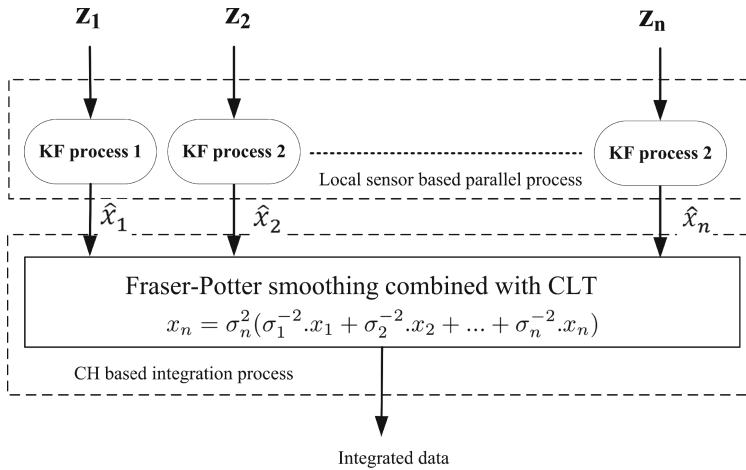 z₁ z₂ zₙ
KF process 1 KF process 2 KF process 2
Local sensor based parallel process
x̂₁ x̂₂ x̂ₙ
Fraser-Potter smoothing combined with CLT
xₙ = σₙ²(σ₁⁻².x₁ + σ₂⁻².x₂ + ... + σₙ⁻².xₙ)
CH based integration process
Integrated data